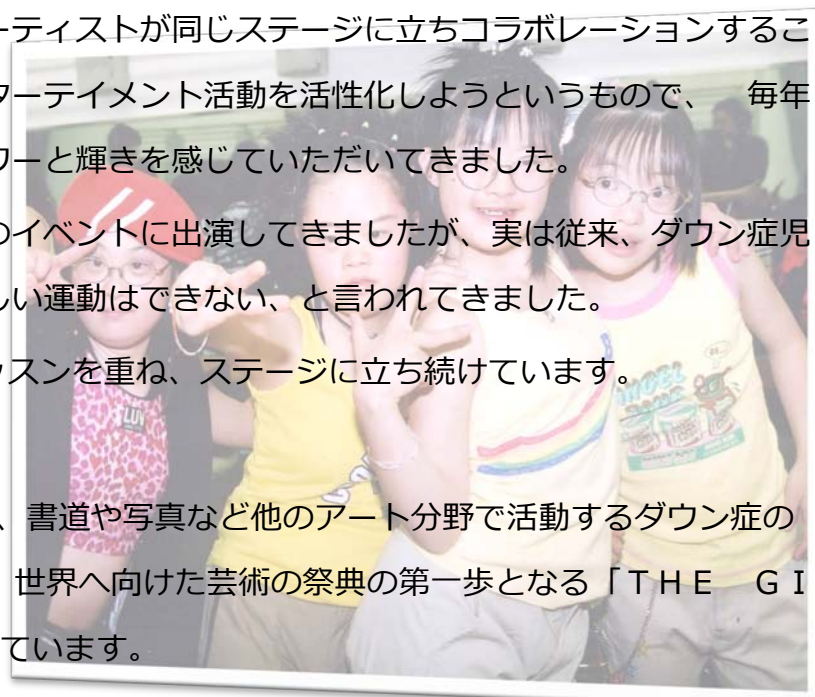 ーティストが同じステージに立ちコラボレーションするこ
ターテイメント活動を活性化しようというもので、　毎年
ワーと輝きを感じていただいてきました。
のイベントに出演してきましたが、実は従来、ダウン症児
しい運動はできない、と言われてきました。
ッスンを重ね、ステージに立ち続けています。
、書道や写真など他のアート分野で活動するダウン症の
世界へ向けた芸術の祭典の第一歩となる「ＴＨＥ　ＧＩ
ています。
LUV
ANGEL